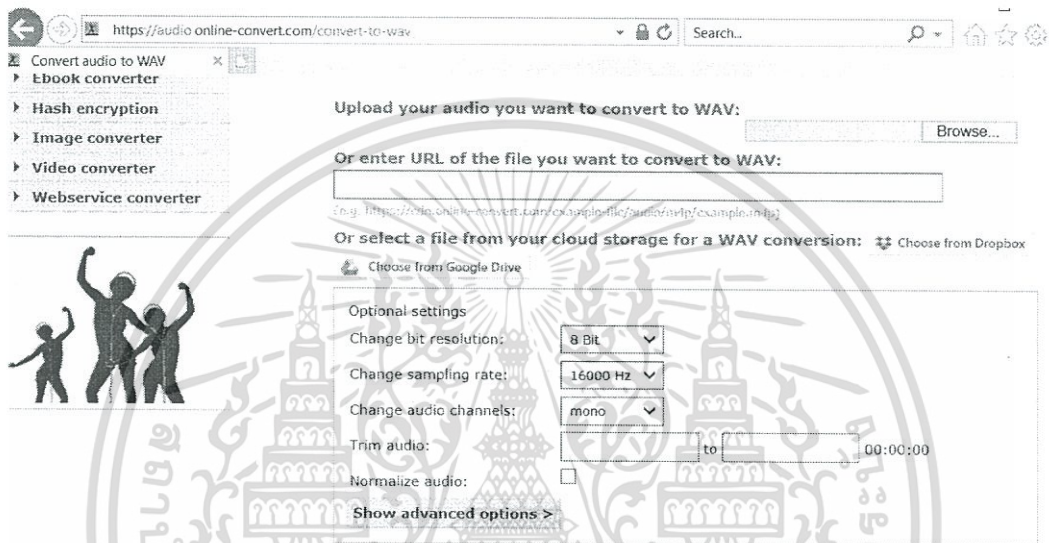 https://audio.online-convert.com/convert-to-wav
Search...
Convert audio to WAV
Ebook converter
Hash encryption
Image converter
Video converter
Webservice converter
Upload your audio you want to convert to WAV:
Browse...
Or enter URL of the file you want to convert to WAV:
Or select a file from your cloud storage for a WAV conversion: Choose from Dropbox
Choose from Google Drive
Optional settings
Change bit resolution: 8 Bit
Change sampling rate: 16000 Hz
Change audio channels: mono
Trim audio: to 00:00:00
Normalize audio:
Show advanced options >